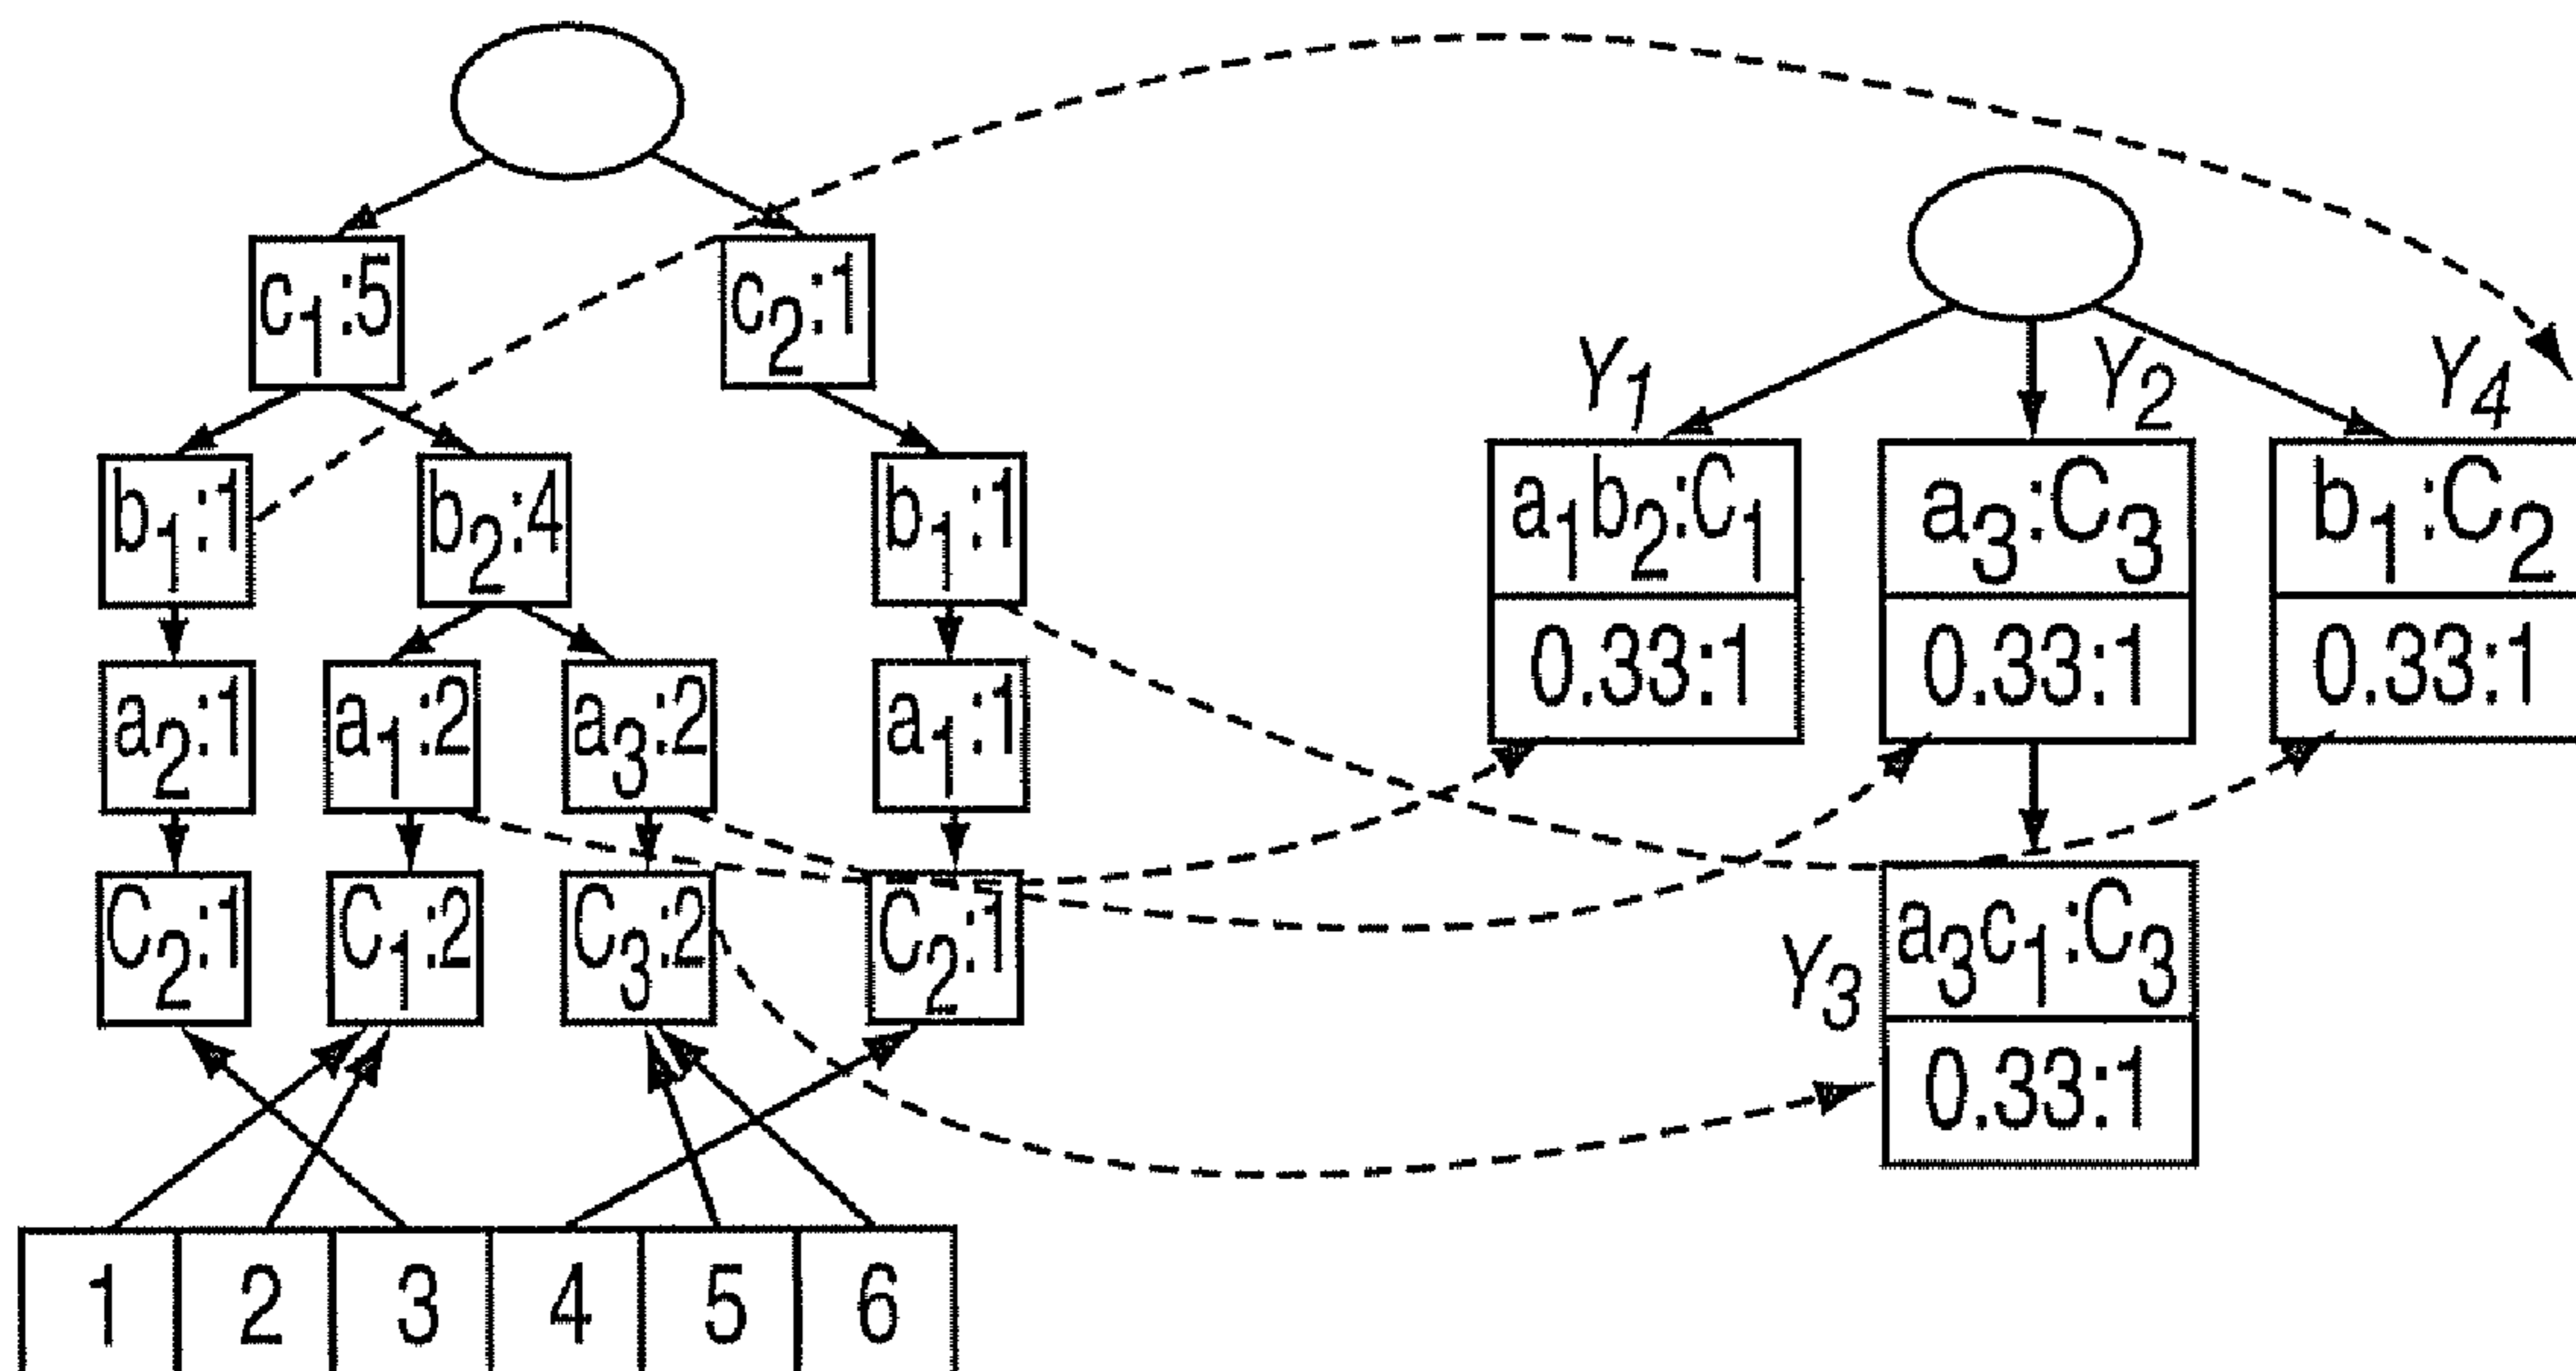 c₁:5 c₂:1
Y₁ Y₂ Y₄
b₁:1 b₂:4 b₁:1 a₁b₂:C₁ a₃:C₃ b₁:C₂
a₂:1 a₁:2 a₃:2 a₁:1 0.33:1 0.33:1 0.33:1
C₂:1 C₁:2 C₃:2 C₂:1 Y₃ a₃c₁:C₃
0.33:1
1 2 3 4 5 6